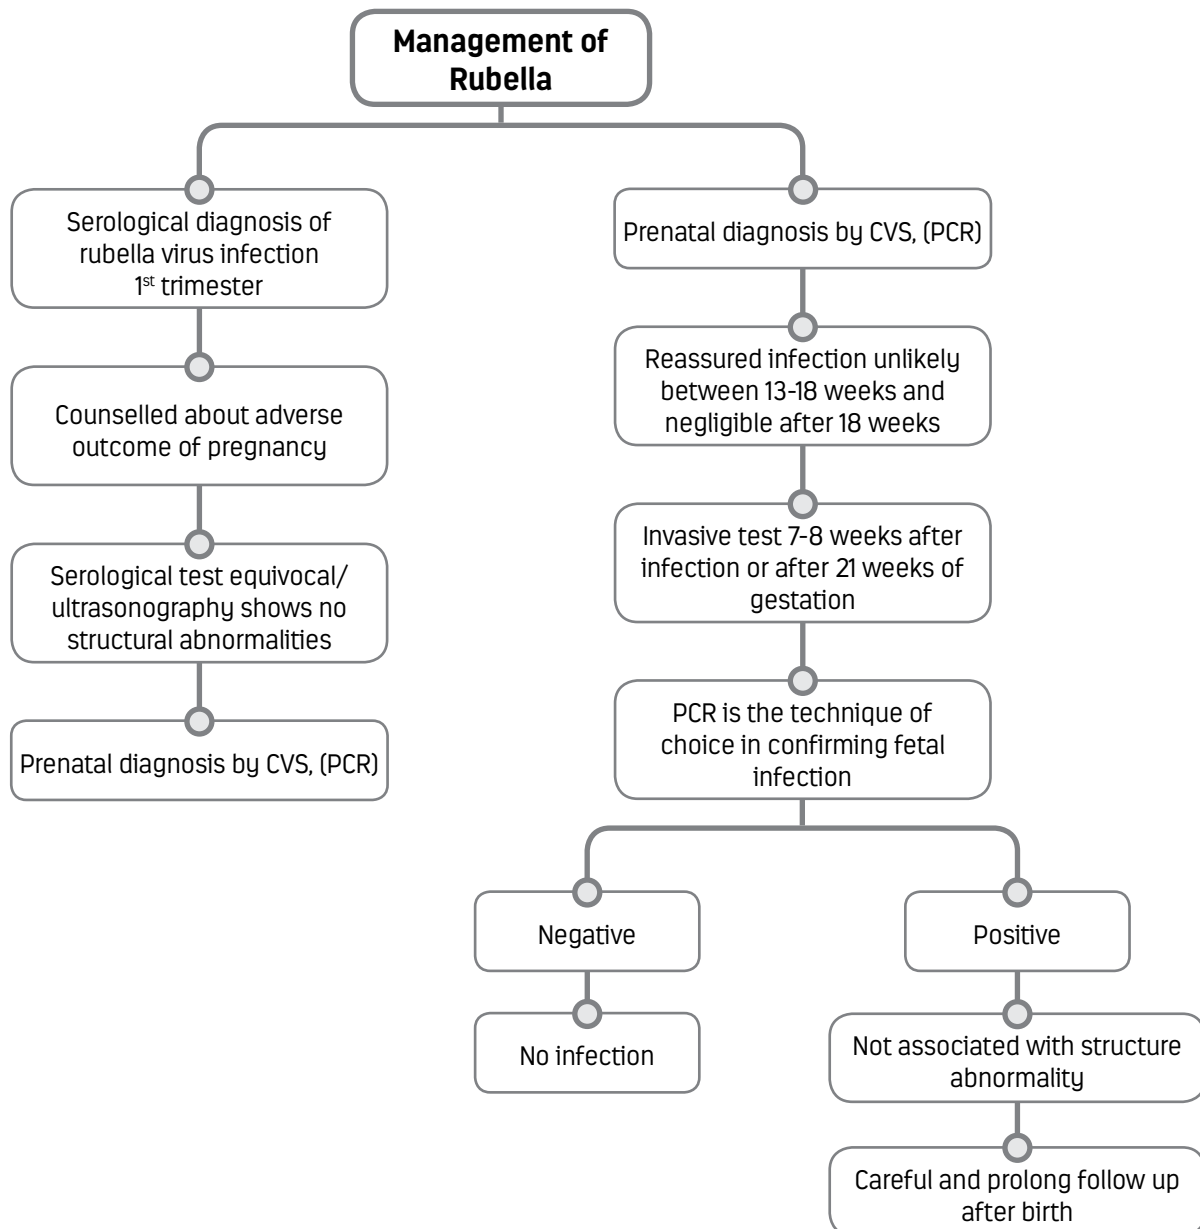 Management of
Rubella
Serological diagnosis of
rubella virus infection
1st trimester
Counselled about adverse
outcome of pregnancy
Serological test equivocal/
ultrasonography shows no
structural abnormalities
Prenatal diagnosis by CVS, (PCR)
Prenatal diagnosis by CVS, (PCR)
Reassured infection unlikely
between 13-18 weeks and
negligible after 18 weeks
Invasive test 7-8 weeks after
infection or after 21 weeks of
gestation
PCR is the technique of
choice in confirming fetal
infection
Negative
No infection
Positive
Not associated with structure
abnormality
Careful and prolong follow up
after birth